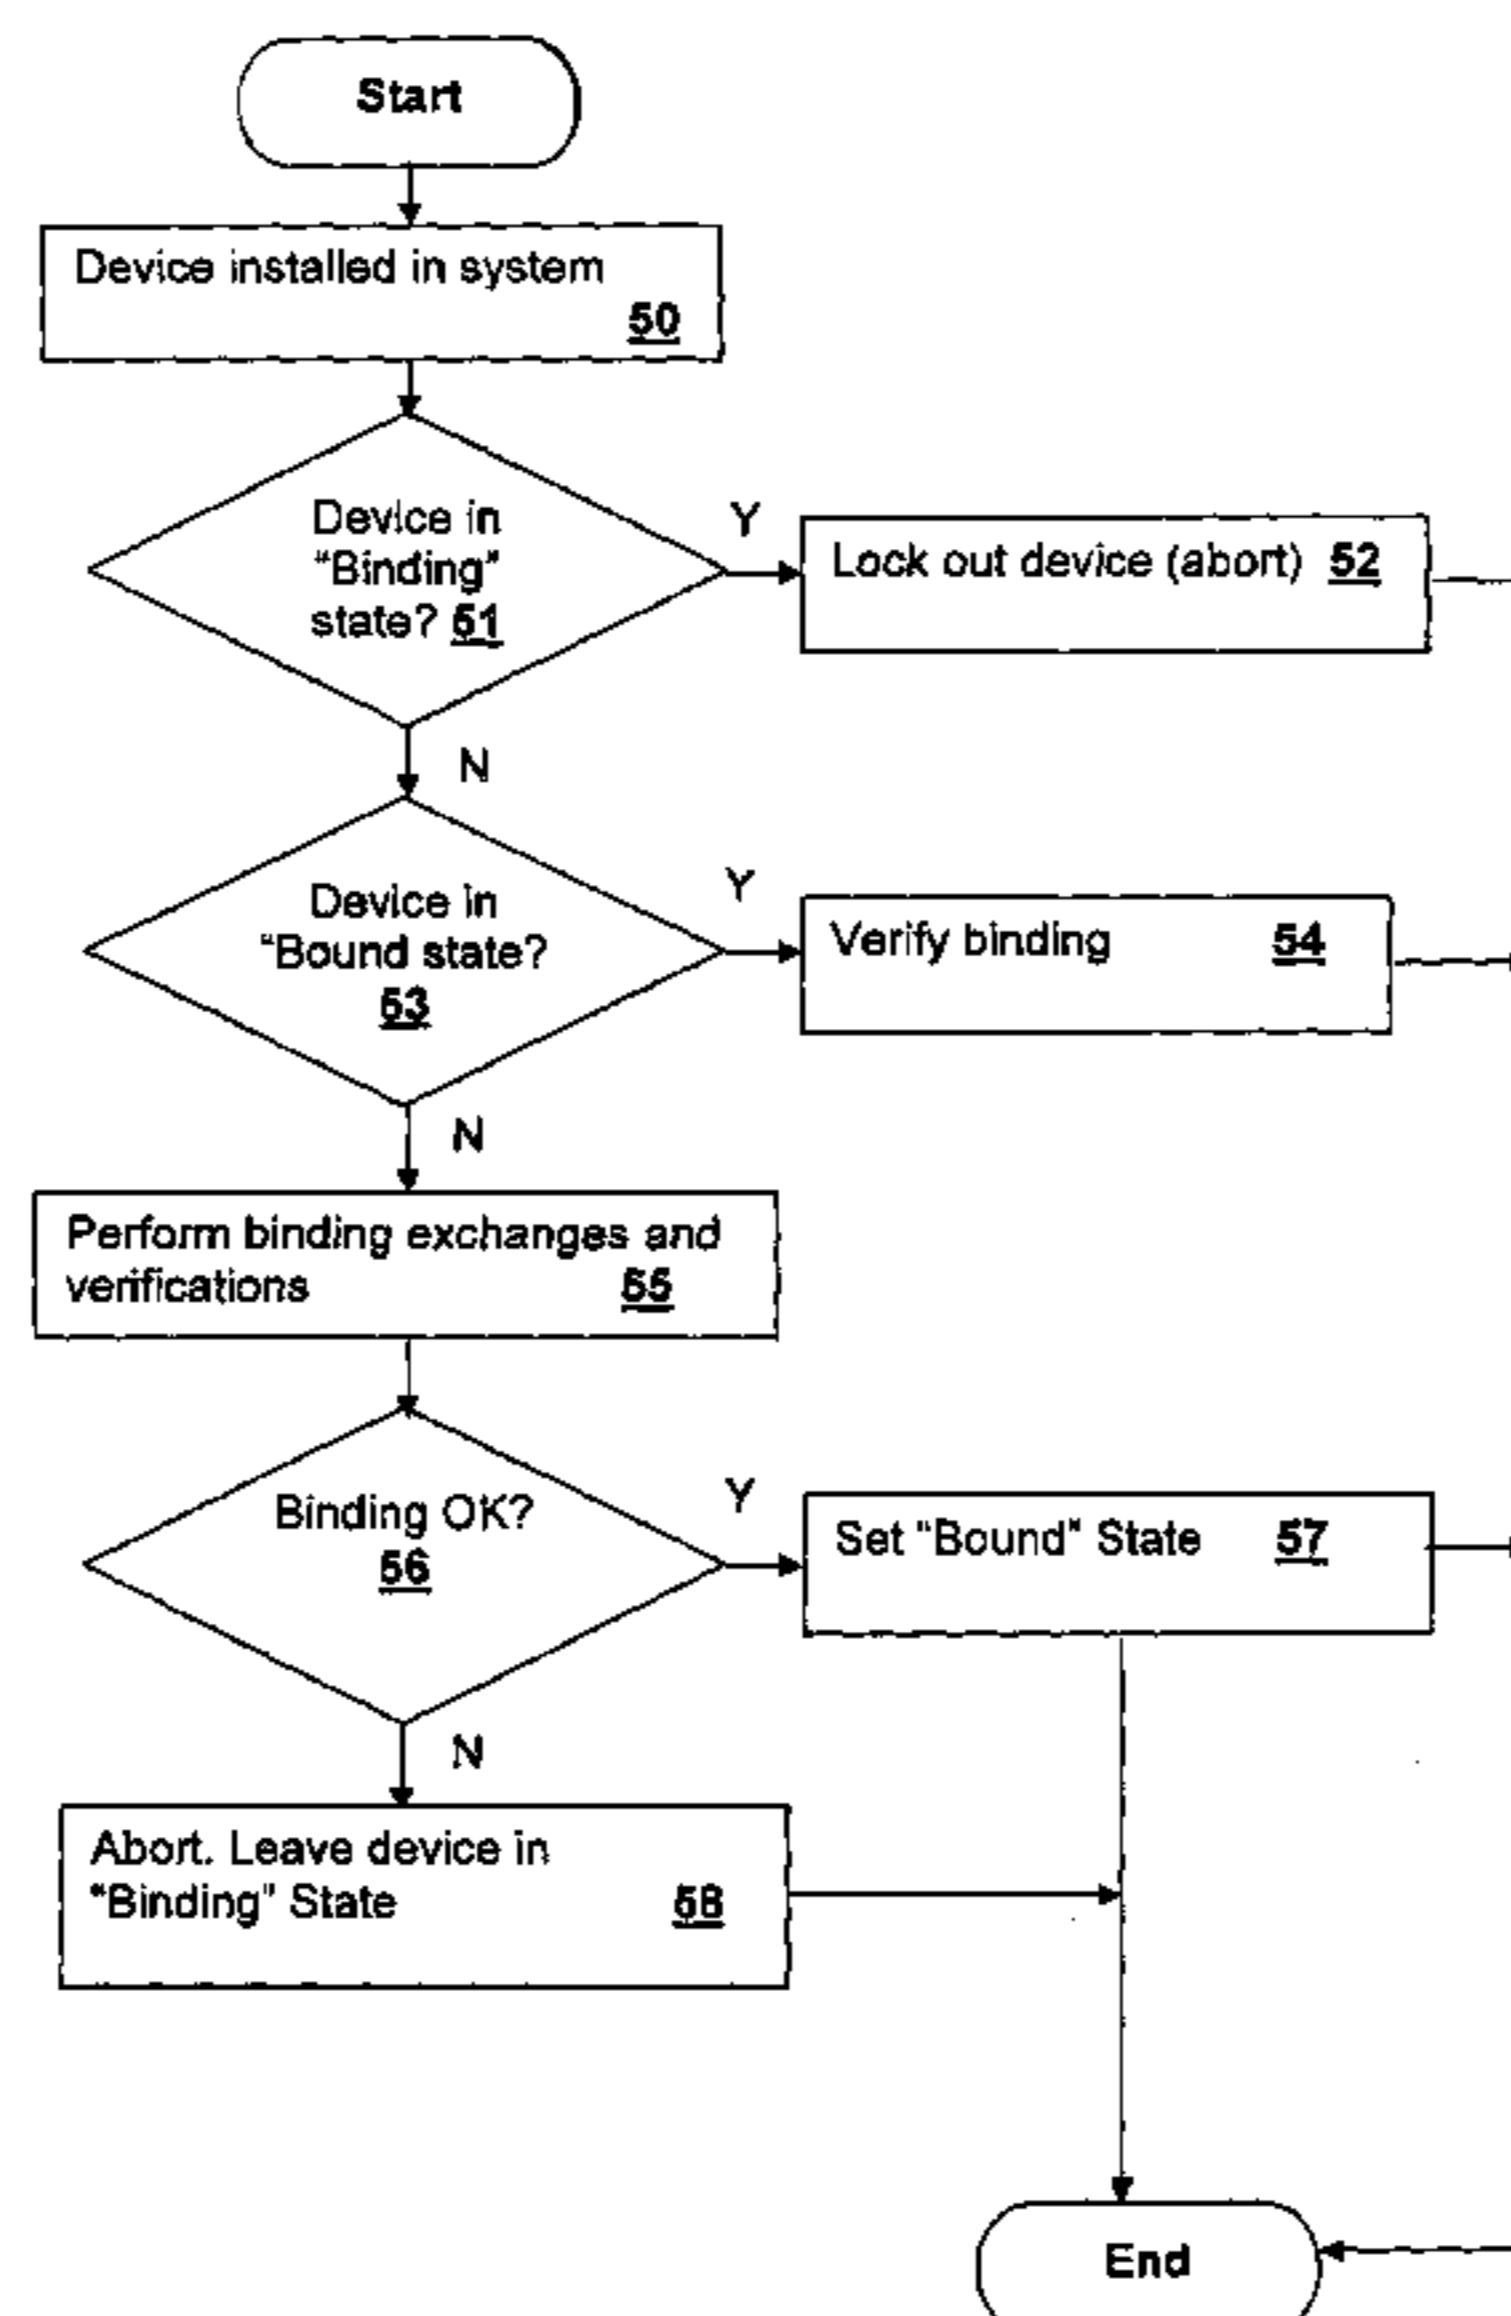 Start
Device installed in system
50
Device in
"Binding"
state? 51
Y
Lock out device (abort) 52
N
Device in
"Bound state?
53
Y
Verify binding 54
N
Perform binding exchanges and
verifications 55
Binding OK?
56
Y
Set "Bound" State 57
N
Abort. Leave device in
"Binding" State 58
End